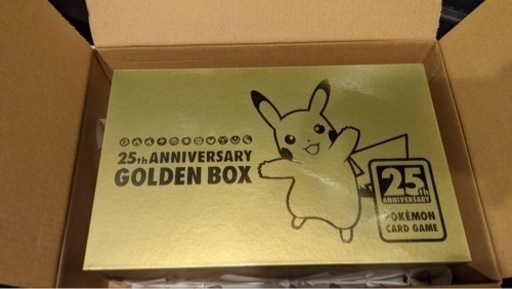 25th ANNIVERSARY
GOLDEN BOX
25th
ANNIVERSARY
POKÉMON
CARD GAME